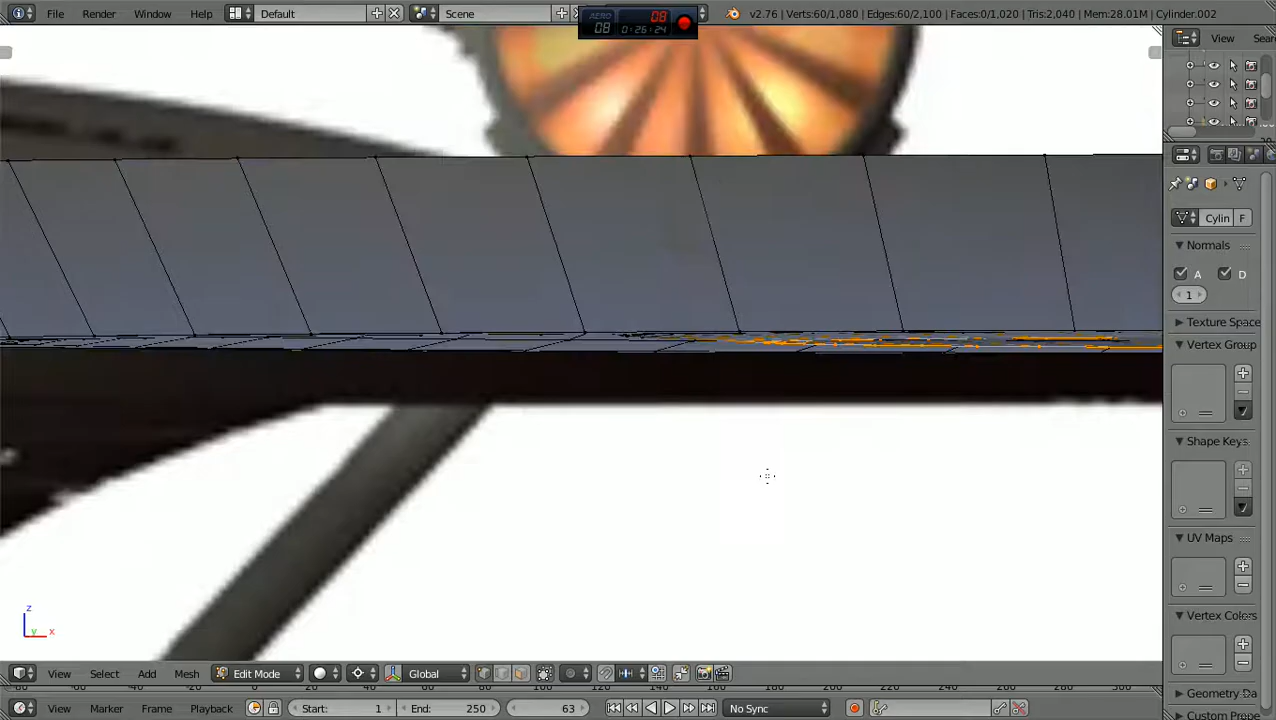 File Render Window Help Default Scene v2.76 | Verts:60/1,080 | Edges:60/2,100 | Faces:0/1,020 | Tris:2,040 | Mem:28.01M | Cylinder.002
08 08 0:26:24
View Sear
Cylin F
Normals
A D
1
Texture Space
Vertex Group
Shape Keys
UV Maps
Vertex Colors
Geometry Da
Custom Prope
z
y x
View Select Add Mesh Edit Mode Global
View Marker Frame Playback Start: 1 End: 250 63 No Sync